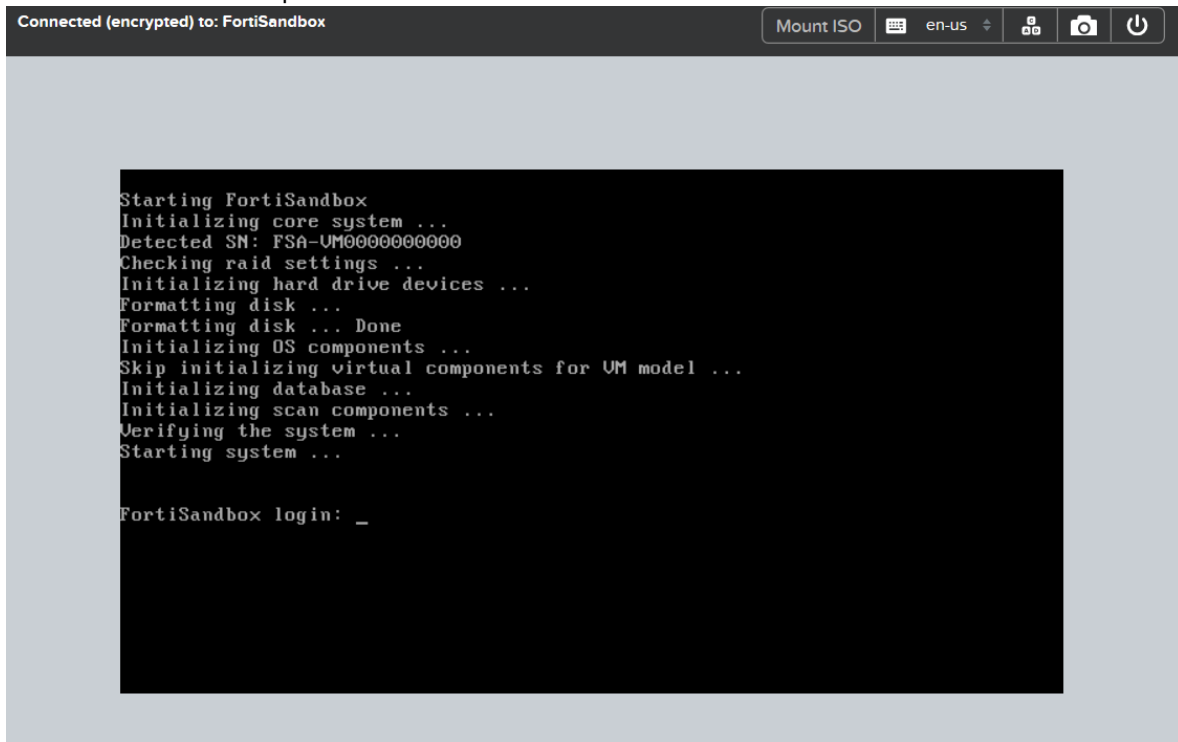 Connected (encrypted) to: FortiSandbox
Mount ISO
en-us
Starting FortiSandbox
Initializing core system ...
Detected SN: FSA-VM0000000000
Checking raid settings ...
Initializing hard drive devices ...
Formatting disk ...
Formatting disk ... Done
Initializing OS components ...
Skip initializing virtual components for VM model ...
Initializing database ...
Initializing scan components ...
Verifying the system ...
Starting system ...
FortiSandbox login: _